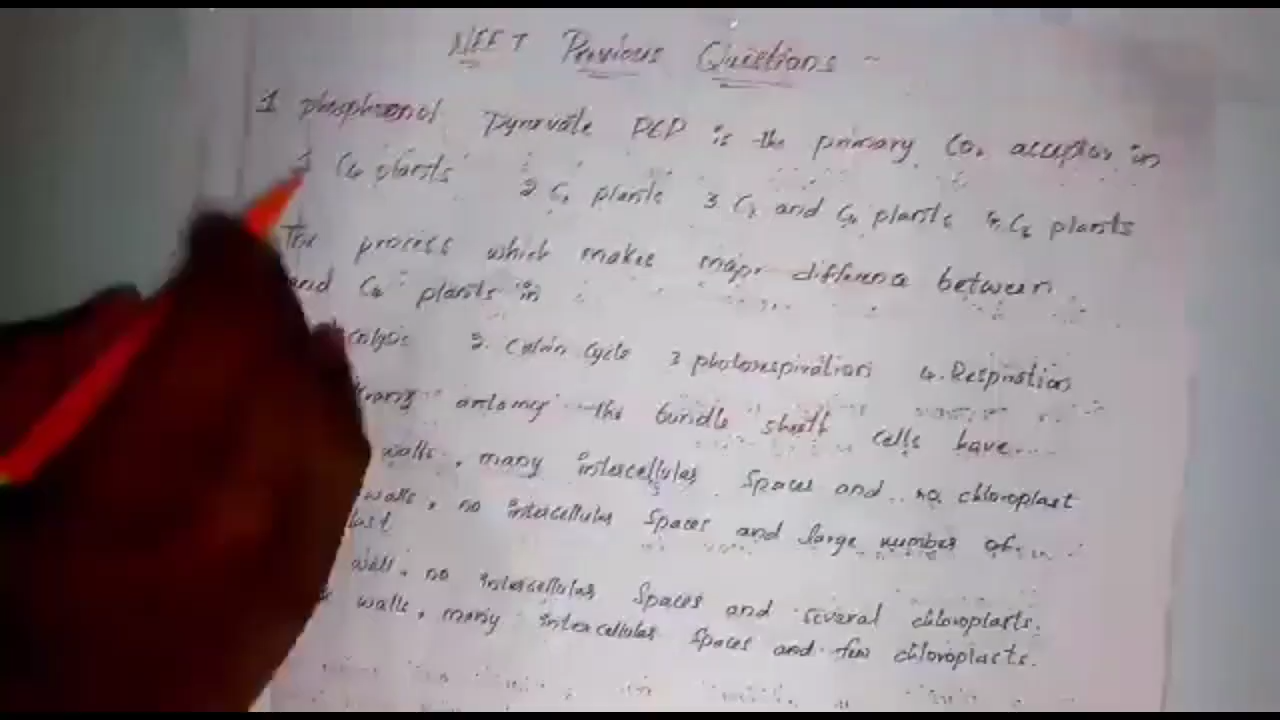 NEET Previous Questions -
1 phosphoenol pyruvate PEP is the primary CO₂ acceptor in
1 C₄ plants 2 C₃ plants 3 C₃ and C₄ plants 4. C₂ plants
The process which makes major difference between
and C₄ plants is
2. Calvin Cycle 3 photorespiration 4. Respiration
antomy the bundle sheath cells have....
walls, many intercellular spaces and no chloroplast
walls, no intercellular spaces and large number of
wall, no intercellular spaces and several chloroplasts.
walls, many intercellular spaces and few chloroplasts.